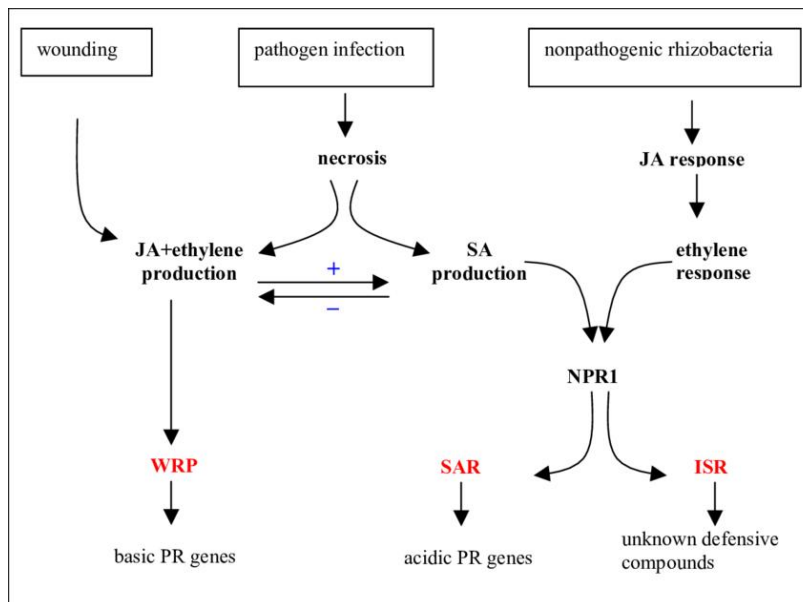 wounding
pathogen infection
nonpathogenic rhizobacteria
necrosis
JA response
JA+ethylene
production
+
−
SA
production
ethylene
response
NPR1
WRP
SAR
ISR
basic PR genes
acidic PR genes
unknown defensive
compounds